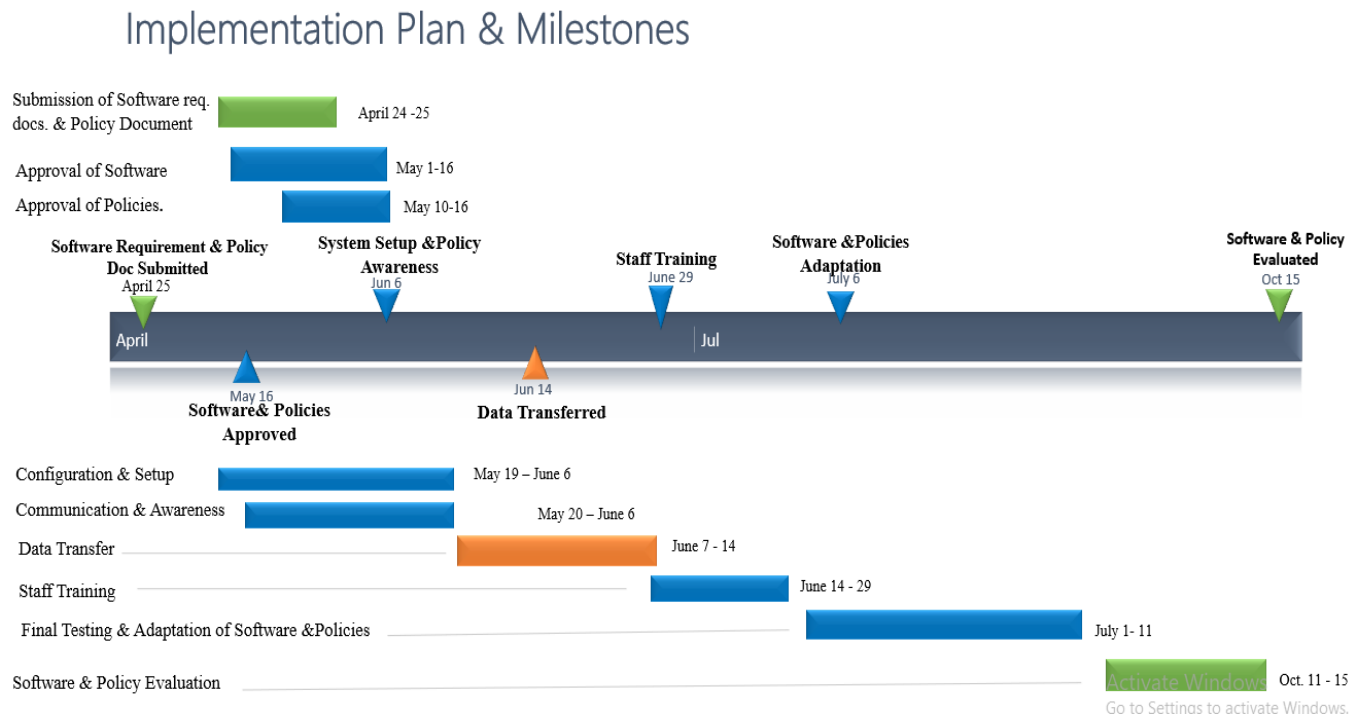 Implementation Plan & Milestones
Submission of Software req.
docs. & Policy Document
April 24 -25
Approval of Software
May 1-16
Approval of Policies.
May 10-16
Software Requirement & Policy
Doc Submitted
April 25
System Setup &Policy
Awareness
Jun 6
Staff Training
June 29
Software &Policies
Adaptation
July 6
Software & Policy
Evaluated
Oct 15
April
Jul
May 16
Software& Policies
Approved
Jun 14
Data Transferred
Configuration & Setup
May 19 – June 6
Communication & Awareness
May 20 – June 6
Data Transfer
June 7 - 14
Staff Training
June 14 - 29
Final Testing & Adaptation of Software &Policies
July 1- 11
Software & Policy Evaluation
Oct. 11 - 15
Activate Windows
Go to Settings to activate Windows.